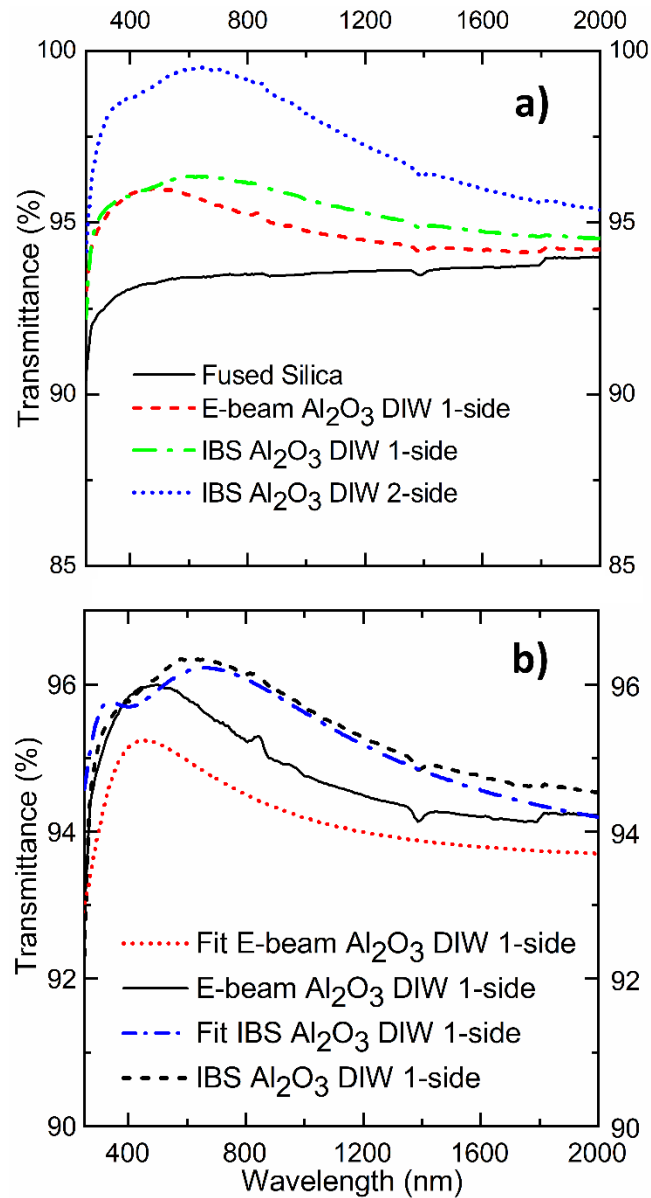 400 800 1200 1600 2000
100 100
a)
95 95
Transmittance (%)
90 90
Fused Silica
E-beam Al2O3 DIW 1-side
IBS Al2O3 DIW 1-side
IBS Al2O3 DIW 2-side
85 85
b)
96 96
94 94
Transmittance (%)
92 92
Fit E-beam Al2O3 DIW 1-side
E-beam Al2O3 DIW 1-side
Fit IBS Al2O3 DIW 1-side
IBS Al2O3 DIW 1-side
90 90
400 800 1200 1600 2000
Wavelength (nm)